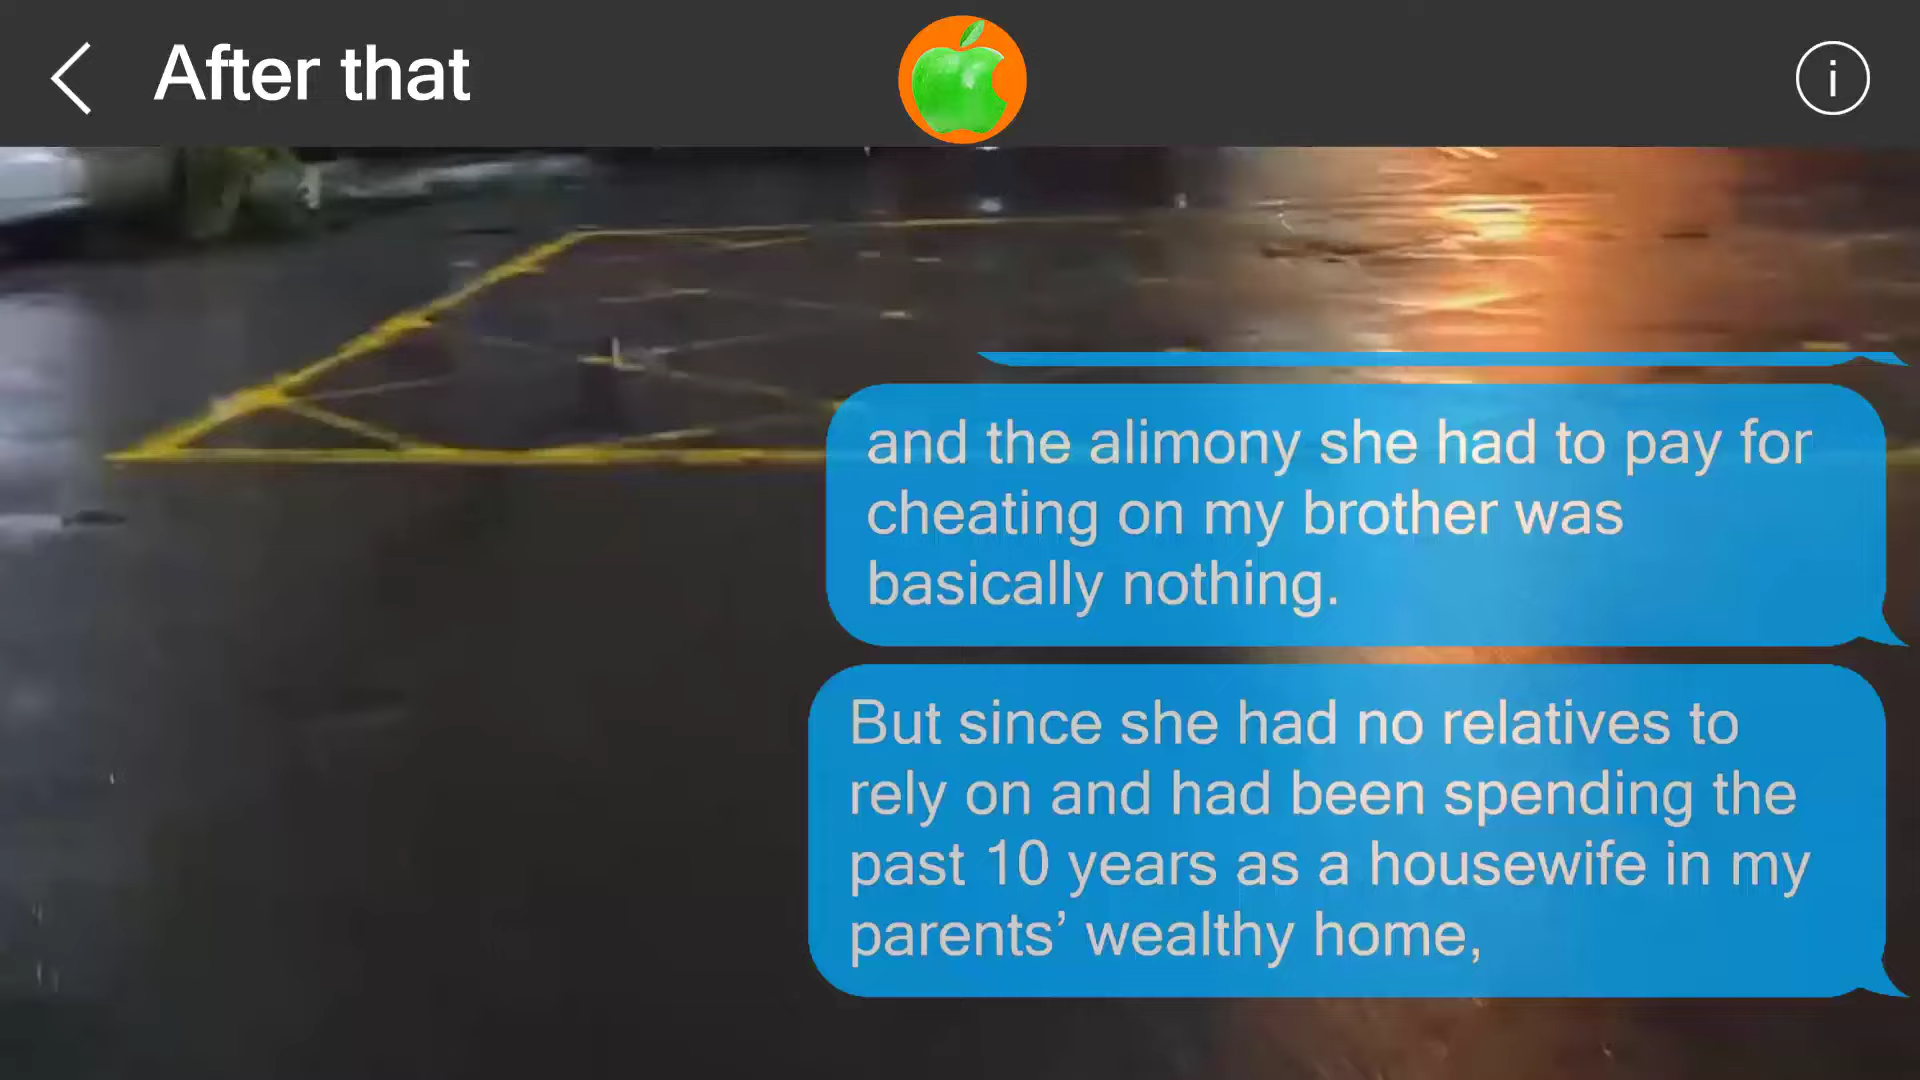 After that
and the alimony she had to pay for
cheating on my brother was
basically nothing.
But since she had no relatives to
rely on and had been spending the
past 10 years as a housewife in my
parents’ wealthy home,